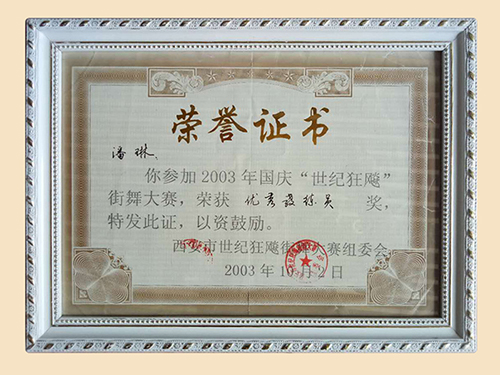 荣誉证书
潘琳、
你参加2003年国庆“世纪狂飚”
街舞大赛，荣获 优秀教练员 奖，
特发此证，以资鼓励。
西安市世纪狂飚街舞大赛组委会
2003年10月2日